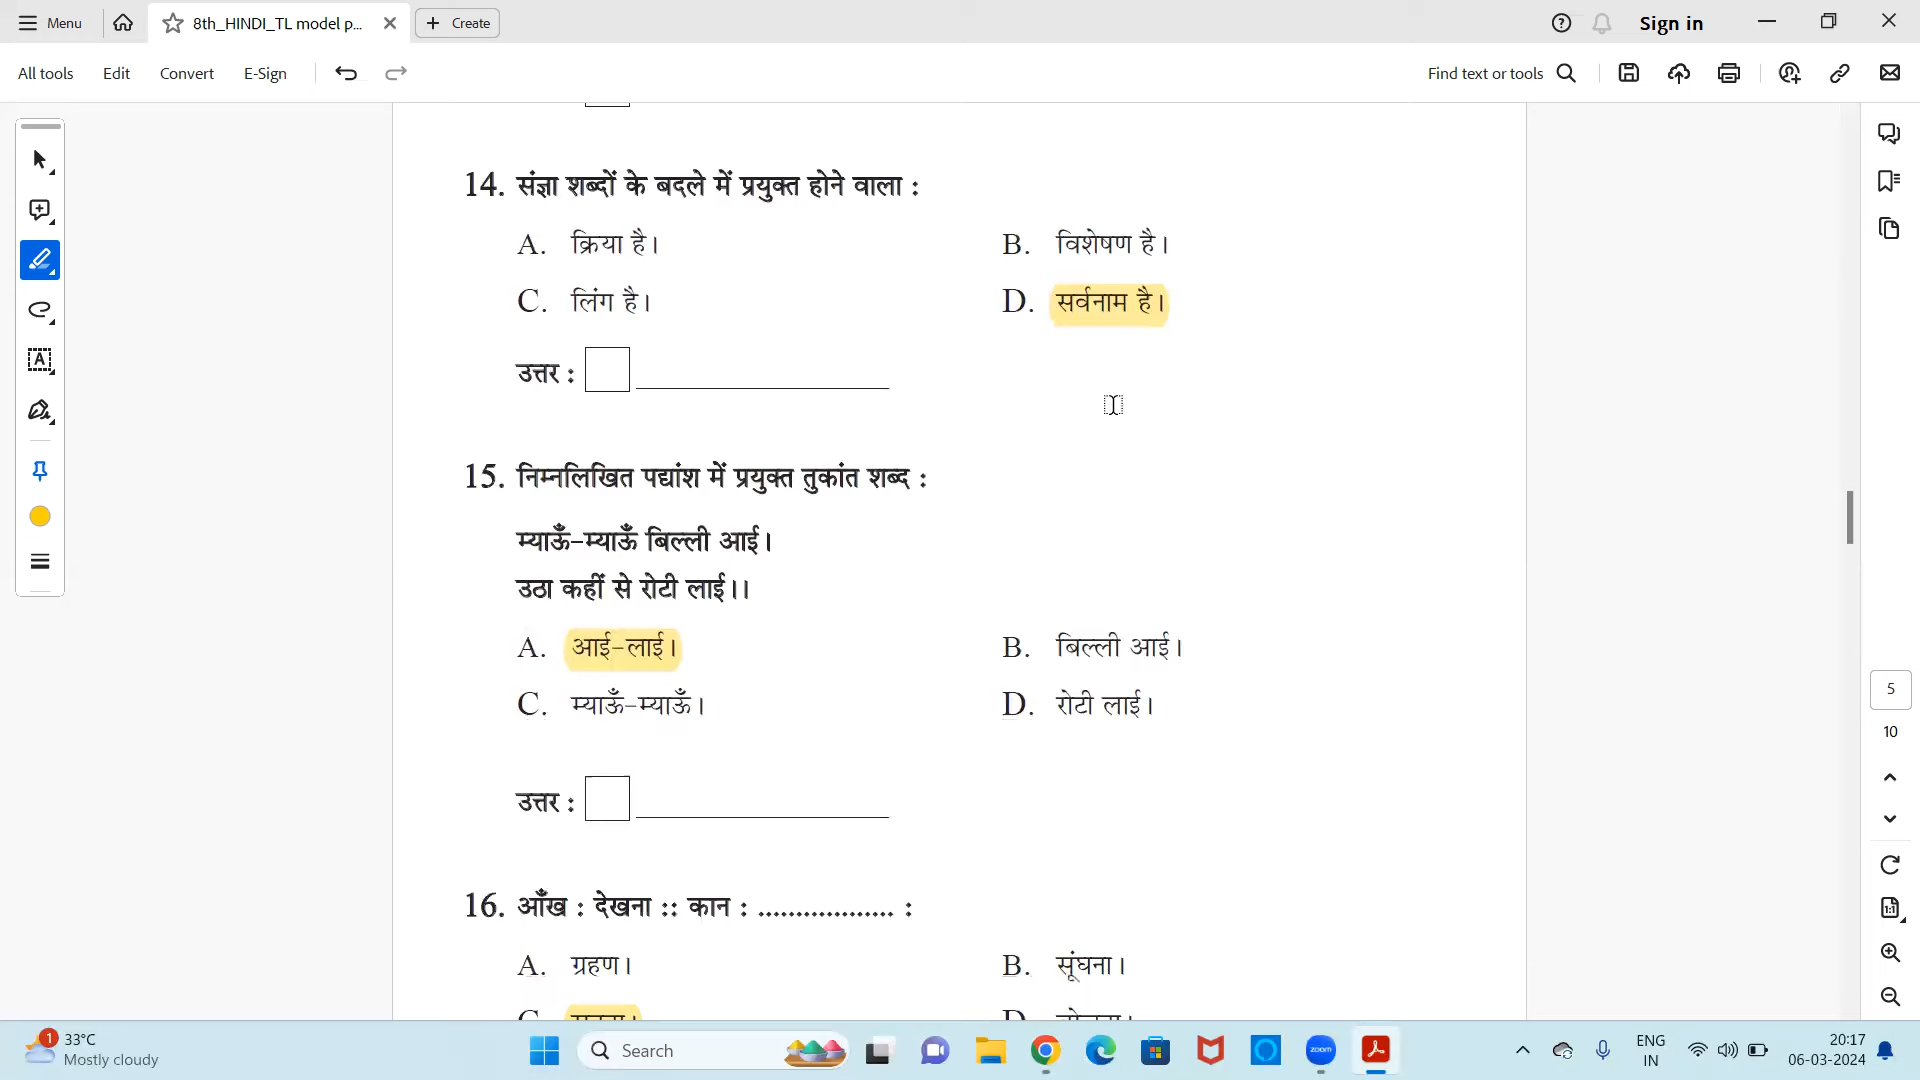 Menu
8th_HINDI_TL model p...
Create
Sign in
All tools
Edit
Convert
E-Sign
Find text or tools
14. संज्ञा शब्दों के बदले में प्रयुक्त होने वाला :
A. क्रिया है।
B. विशेषण है।
C. लिंग है।
D. सर्वनाम है।
उत्तर :
15. निम्नलिखित पद्यांश में प्रयुक्त तुकांत शब्द :
म्याऊँ-म्याऊँ बिल्ली आई।
उठा कहीं से रोटी लाई।।
A. आई-लाई।
B. बिल्ली आई।
C. म्याऊँ-म्याऊँ।
D. रोटी लाई।
उत्तर :
16. आँख : देखना :: कान : .................. :
A. ग्रहण।
B. सूंघना।
C.
D.
5
10
1
33°C
Mostly cloudy
Search
zoom
ENG
IN
20:17
06-03-2024